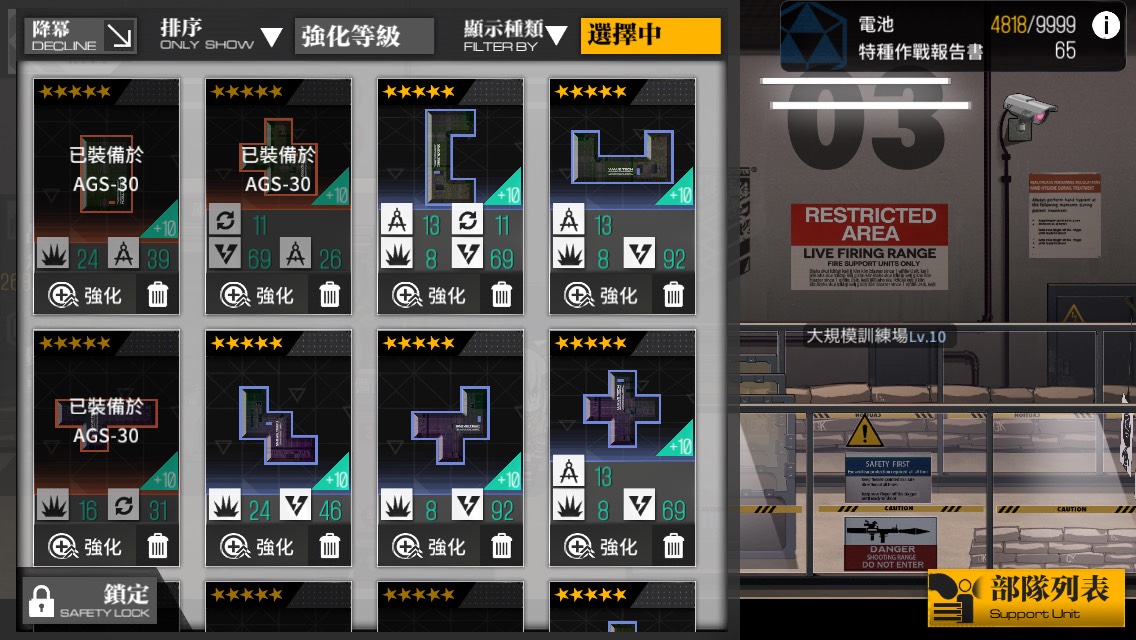 降冪
DECLINE
排序
ONLY SHOW
強化等級
顯示種類
FILTER BY
選擇中
電池
4818/9999
特種作戰報告書
65
已裝備於
AGS-30
+10
24
39
強化
已裝備於
AGS-30
+10
11
69
26
強化
+10
13
11
8
69
強化
+10
13
8
92
強化
已裝備於
AGS-30
+10
16
31
強化
+10
24
46
強化
+10
8
92
強化
+10
13
8
69
強化
鎖定
SAFETY LOCK
03
RESTRICTED
AREA
LIVE FIRING RANGE
FIRE SUPPORT UNITS ONLY
大規模訓練場Lv.10
SAFETY FIRST
CAUTION
CAUTION
DANGER
SHOOTING RANGE
DO NOT ENTER
部隊列表
Support Unit